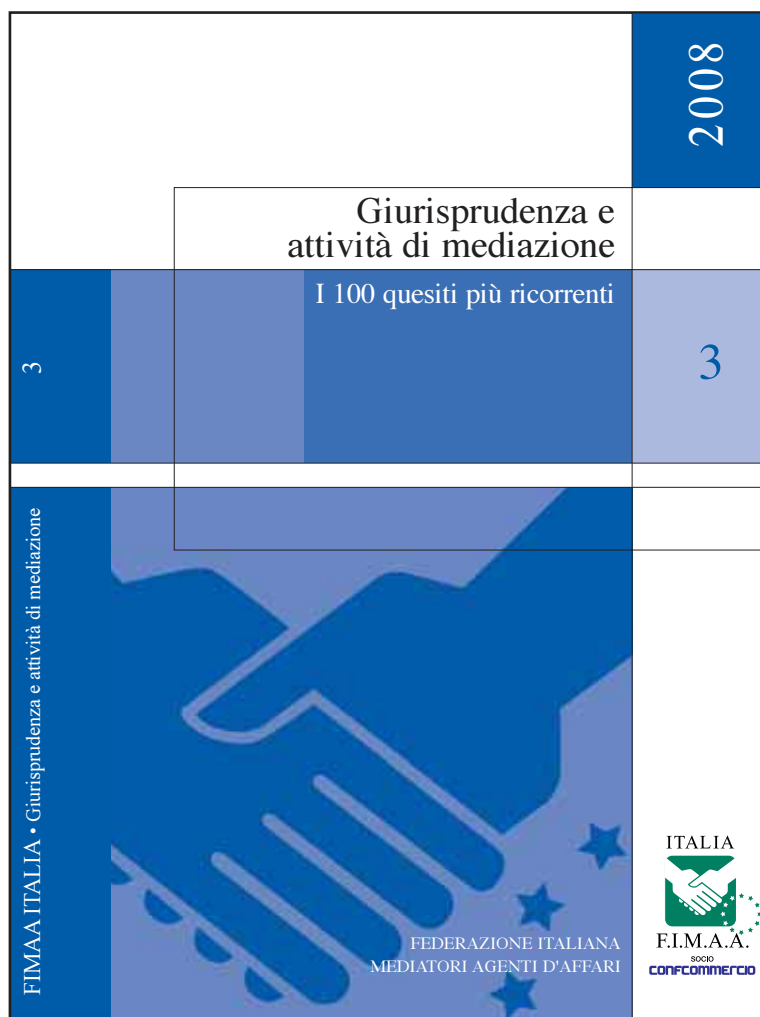 2008
Giurisprudenza e
attività di mediazione
I 100 quesiti più ricorrenti
3
3
FIMAA ITALIA • Giurisprudenza e attività di mediazione
FEDERAZIONE ITALIANA
MEDIATORI AGENTI D'AFFARI
ITALIA
F.I.M.A.A.
SOCIO
CONFCOMMERCIO